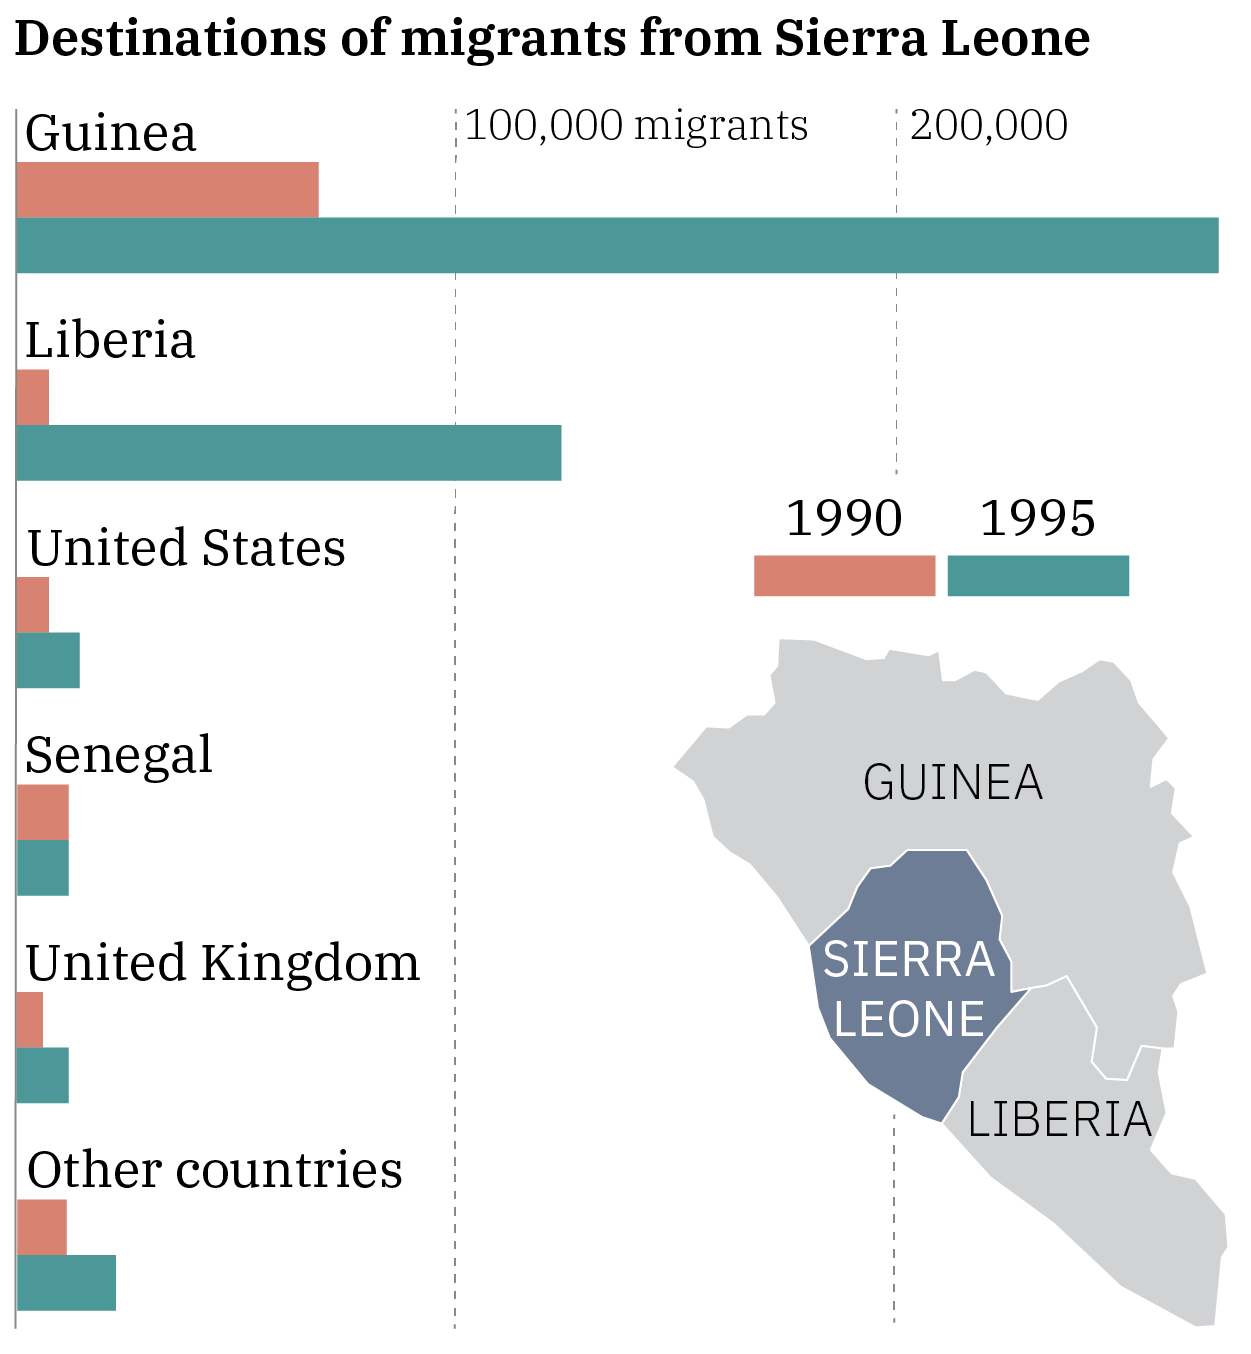 Destinations of migrants from Sierra Leone
Guinea
100,000 migrants
200,000
Liberia
1990
1995
United States
Senegal
GUINEA
United Kingdom
SIERRA
LEONE
LIBERIA
Other countries